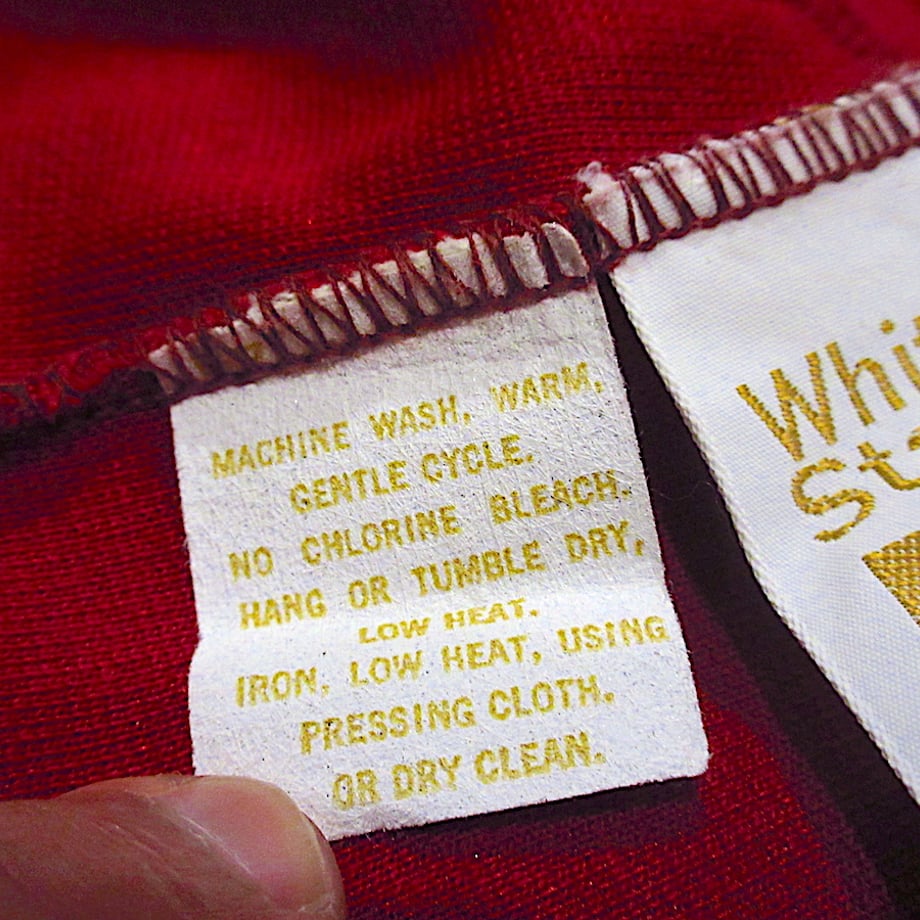 MACHINE WASH, WARM,
GENTLE CYCLE.
NO CHLORINE BLEACH.
HANG OR TUMBLE DRY,
LOW HEAT.
IRON, LOW HEAT, USING
PRESSING CLOTH.
OR DRY CLEAN.